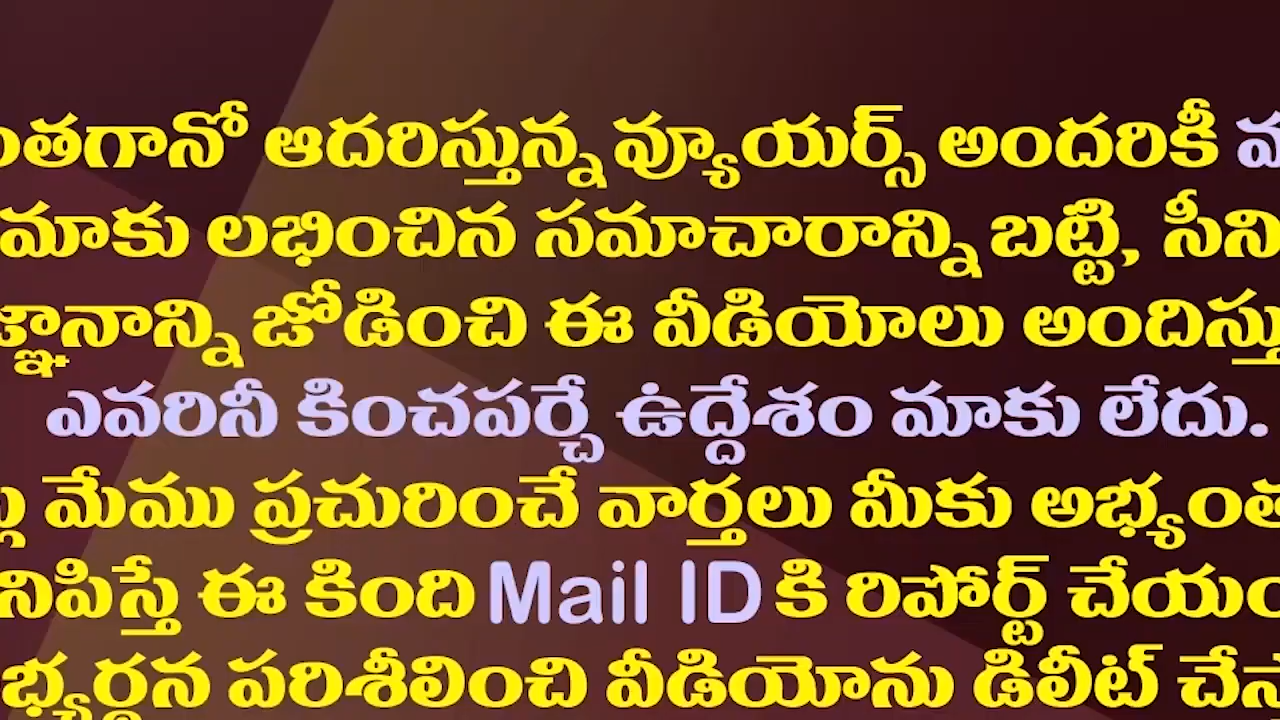 ఆదరిస్తున్న వ్యూయర్స్ అందరికీ
మాకు లభించిన సమాచారాన్ని బట్టి,
జోడించి ఈ వీడియోలు
ఎవరినీ కించపర్చే ఉద్దేశం మాకు లేదు.
మేము ప్రచురించే వార్తలు మీకు
ఈ కింది Mail ID కి రిపోర్ట్
పరిశీలించి వీడియోను డిలీట్